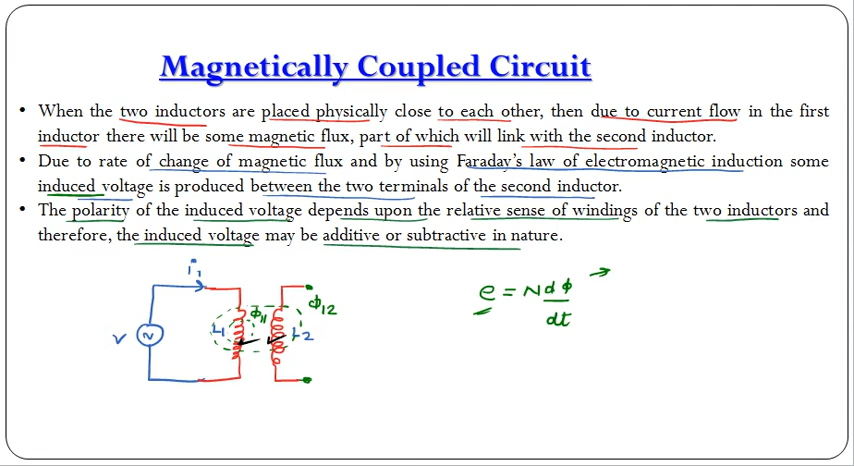 Magnetically Coupled Circuit
• When the two inductors are placed physically close to each other, then due to current flow in the first
inductor there will be some magnetic flux, part of which will link with the second inductor.
• Due to rate of change of magnetic flux and by using Faraday's law of electromagnetic induction some
induced voltage is produced between the two terminals of the second inductor.
• The polarity of the induced voltage depends upon the relative sense of windings of the two inductors and
therefore, the induced voltage may be additive or subtractive in nature.
i₁
V
~
L1
ϕ11
L2
ϕ12
e = N dϕ
dt